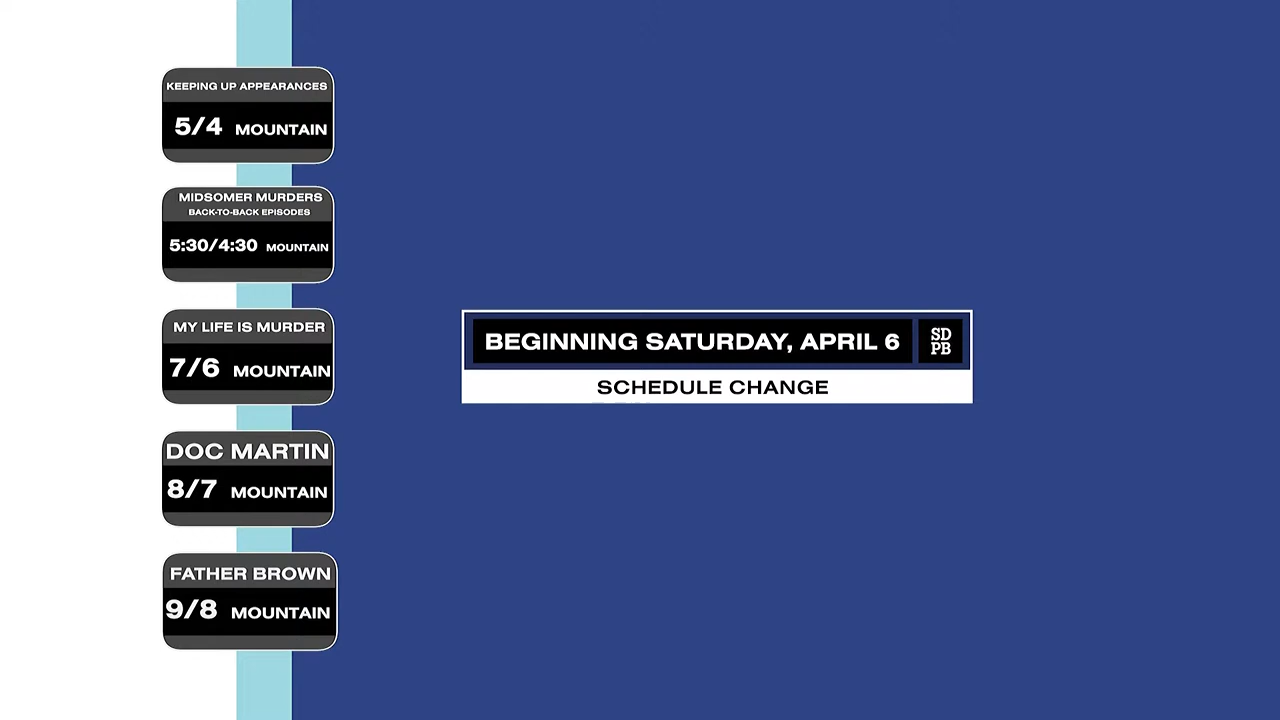 KEEPING UP APPEARANCES
5/4 MOUNTAIN
MIDSOMER MURDERS
BACK-TO-BACK EPISODES
5:30/4:30 MOUNTAIN
MY LIFE IS MURDER
7/6 MOUNTAIN
DOC MARTIN
8/7 MOUNTAIN
FATHER BROWN
9/8 MOUNTAIN
BEGINNING SATURDAY, APRIL 6
SD
PB
SCHEDULE CHANGE